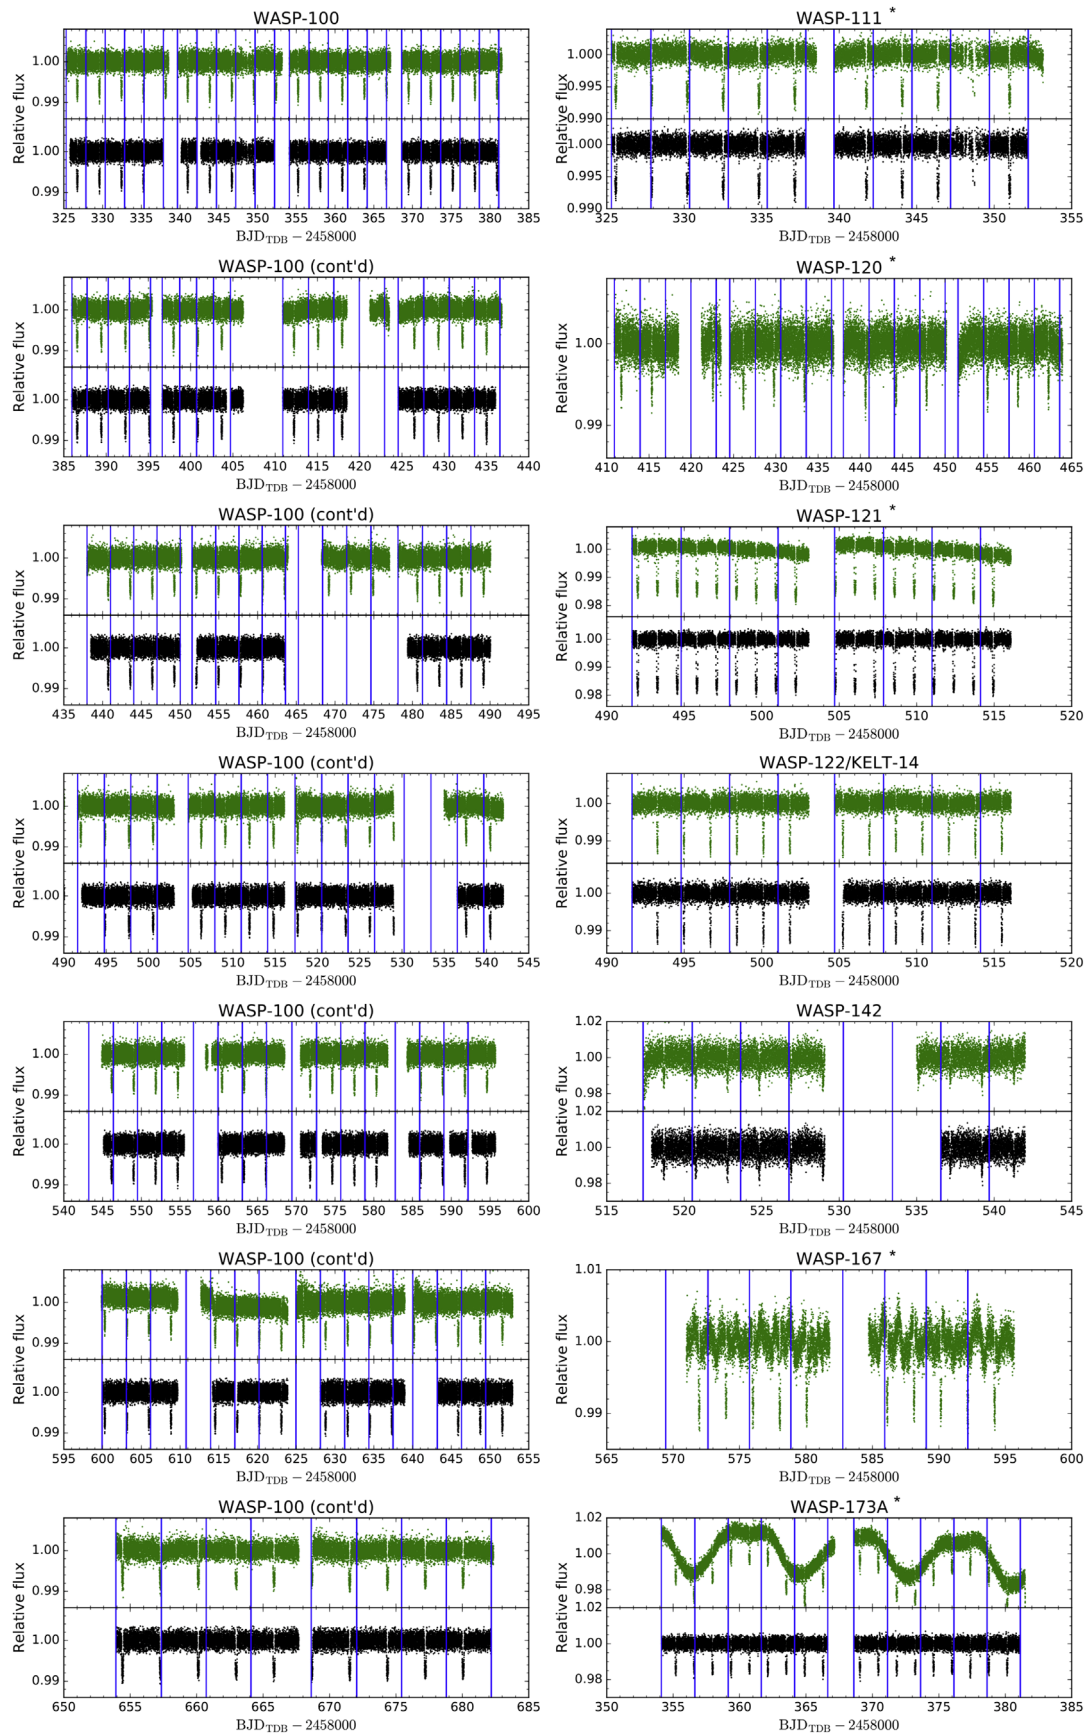 WASP-100
Relative flux
1.00
0.99
1.00
0.99
325 330 335 340 345 350 355 360 365 370 375 380 385
BJD_TDB − 2458000
WASP-111 *
Relative flux
1.000
0.995
0.990
1.000
0.995
0.990
325 330 335 340 345 350 355
BJD_TDB − 2458000
WASP-100 (cont'd)
Relative flux
1.00
0.99
1.00
0.99
385 390 395 400 405 410 415 420 425 430 435 440
BJD_TDB − 2458000
WASP-120 *
Relative flux
1.00
0.99
410 415 420 425 430 435 440 445 450 455 460 465
BJD_TDB − 2458000
WASP-100 (cont'd)
Relative flux
1.00
0.99
1.00
0.99
435 440 445 450 455 460 465 470 475 480 485 490 495
BJD_TDB − 2458000
WASP-121 *
Relative flux
1.00
0.99
0.98
1.00
0.99
0.98
490 495 500 505 510 515 520
BJD_TDB − 2458000
WASP-100 (cont'd)
Relative flux
1.00
0.99
1.00
0.99
490 495 500 505 510 515 520 525 530 535 540 545
BJD_TDB − 2458000
WASP-122/KELT-14
Relative flux
1.00
0.99
1.00
0.99
490 495 500 505 510 515 520
BJD_TDB − 2458000
WASP-100 (cont'd)
Relative flux
1.00
0.99
1.00
0.99
540 545 550 555 560 565 570 575 580 585 590 595 600
BJD_TDB − 2458000
WASP-142
Relative flux
1.02
1.00
0.98
1.02
1.00
0.98
515 520 525 530 535 540 545
BJD_TDB − 2458000
WASP-100 (cont'd)
Relative flux
1.00
0.99
1.00
0.99
595 600 605 610 615 620 625 630 635 640 645 650 655
BJD_TDB − 2458000
WASP-167 *
Relative flux
1.01
1.00
0.99
565 570 575 580 585 590 595 600
BJD_TDB − 2458000
WASP-100 (cont'd)
Relative flux
1.00
0.99
1.00
0.99
650 655 660 665 670 675 680 685
BJD_TDB − 2458000
WASP-173A *
Relative flux
1.02
1.00
0.98
1.02
1.00
0.98
350 355 360 365 370 375 380 385
BJD_TDB − 2458000